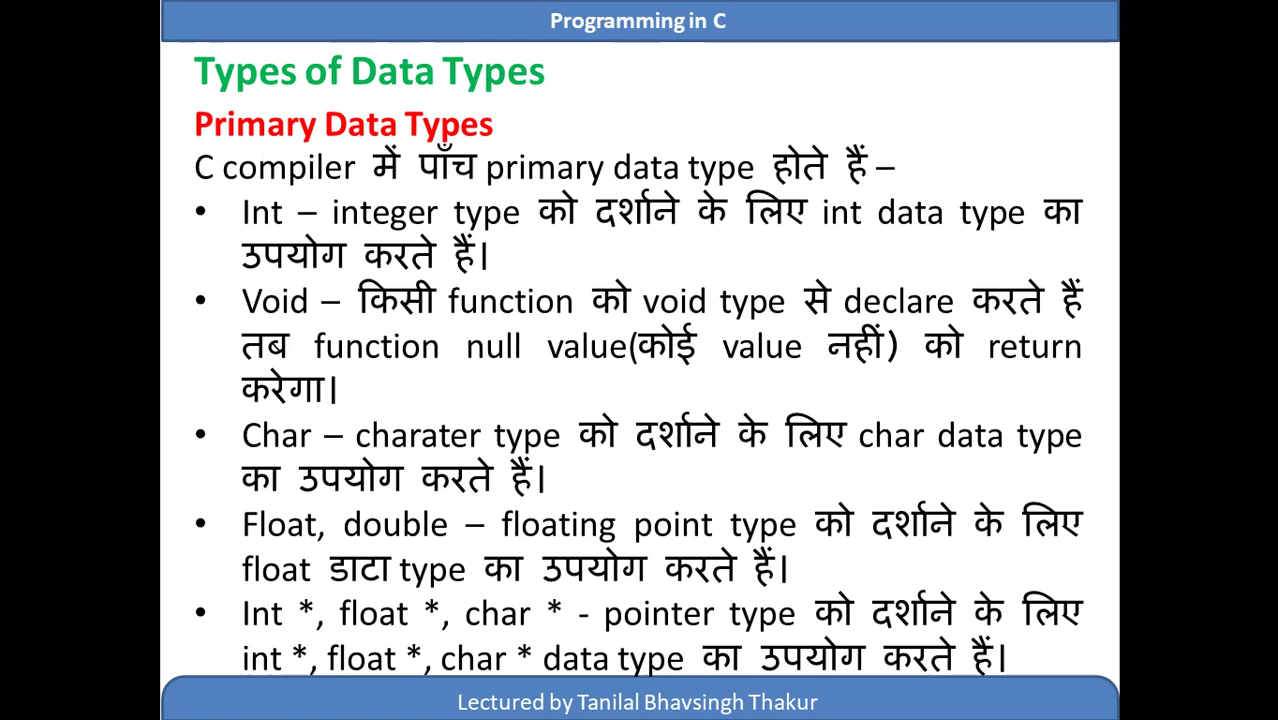 Programming in C
Types of Data Types
Primary Data Types
C compiler में पाँच primary data type होते हैं –
• Int – integer type को दर्शाने के लिए int data type का
उपयोग करते हैं।
• Void – किसी function को void type से declare करते हैं
तब function null value(कोई value नहीं) को return
करेगा।
• Char – charater type को दर्शाने के लिए char data type
का उपयोग करते हैं।
• Float, double – floating point type को दर्शाने के लिए
float डाटा type का उपयोग करते हैं।
• Int *, float *, char * - pointer type को दर्शाने के लिए
int *, float *, char * data type का उपयोग करते हैं।
Lectured by Tanilal Bhavsingh Thakur